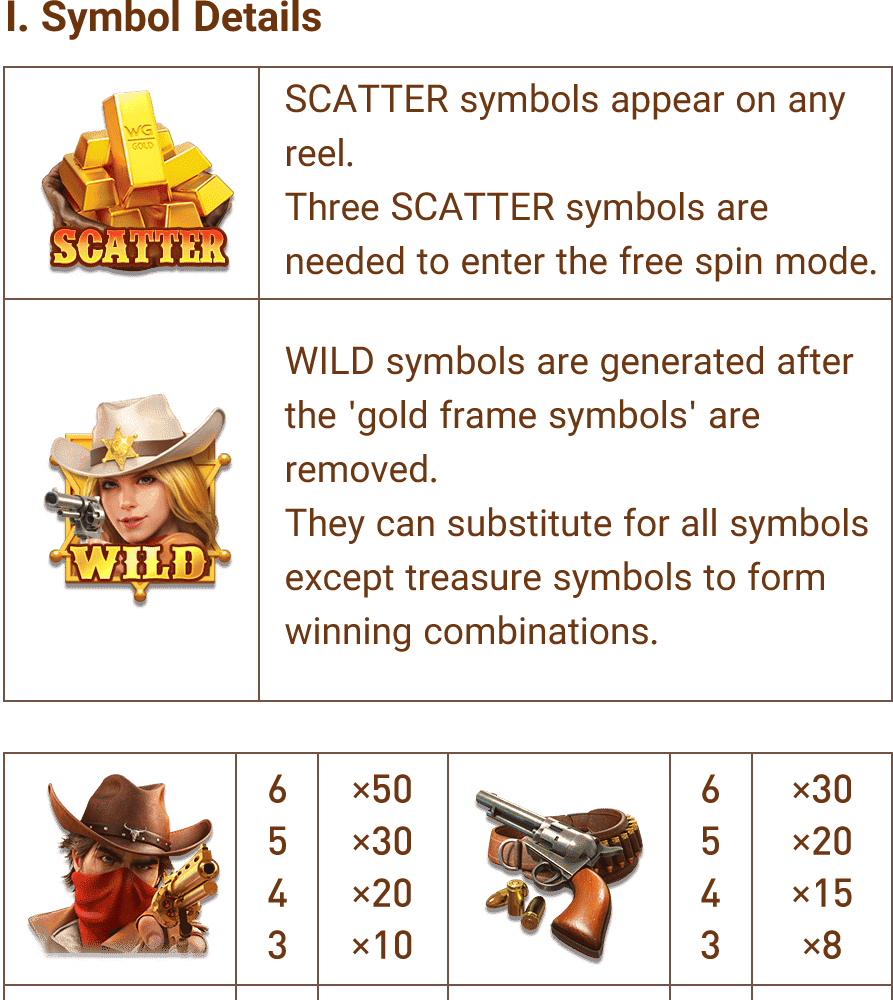 I. Symbol Details
WG
GOLD
SCATTER
SCATTER symbols appear on any
reel.
Three SCATTER symbols are
needed to enter the free spin mode.
WILD
WILD symbols are generated after
the 'gold frame symbols' are
removed.
They can substitute for all symbols
except treasure symbols to form
winning combinations.
6 ×50
5 ×30
4 ×20
3 ×10
6 ×30
5 ×20
4 ×15
3 ×8